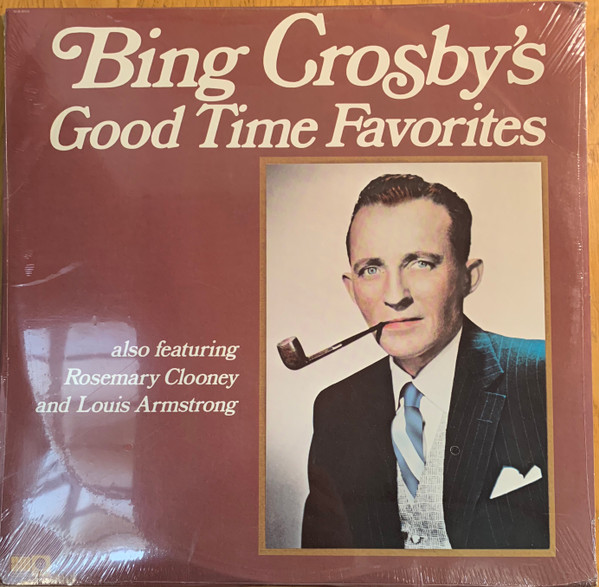 Bing Crosby's
Good Time Favorites
also featuring
Rosemary Clooney
and Louis Armstrong